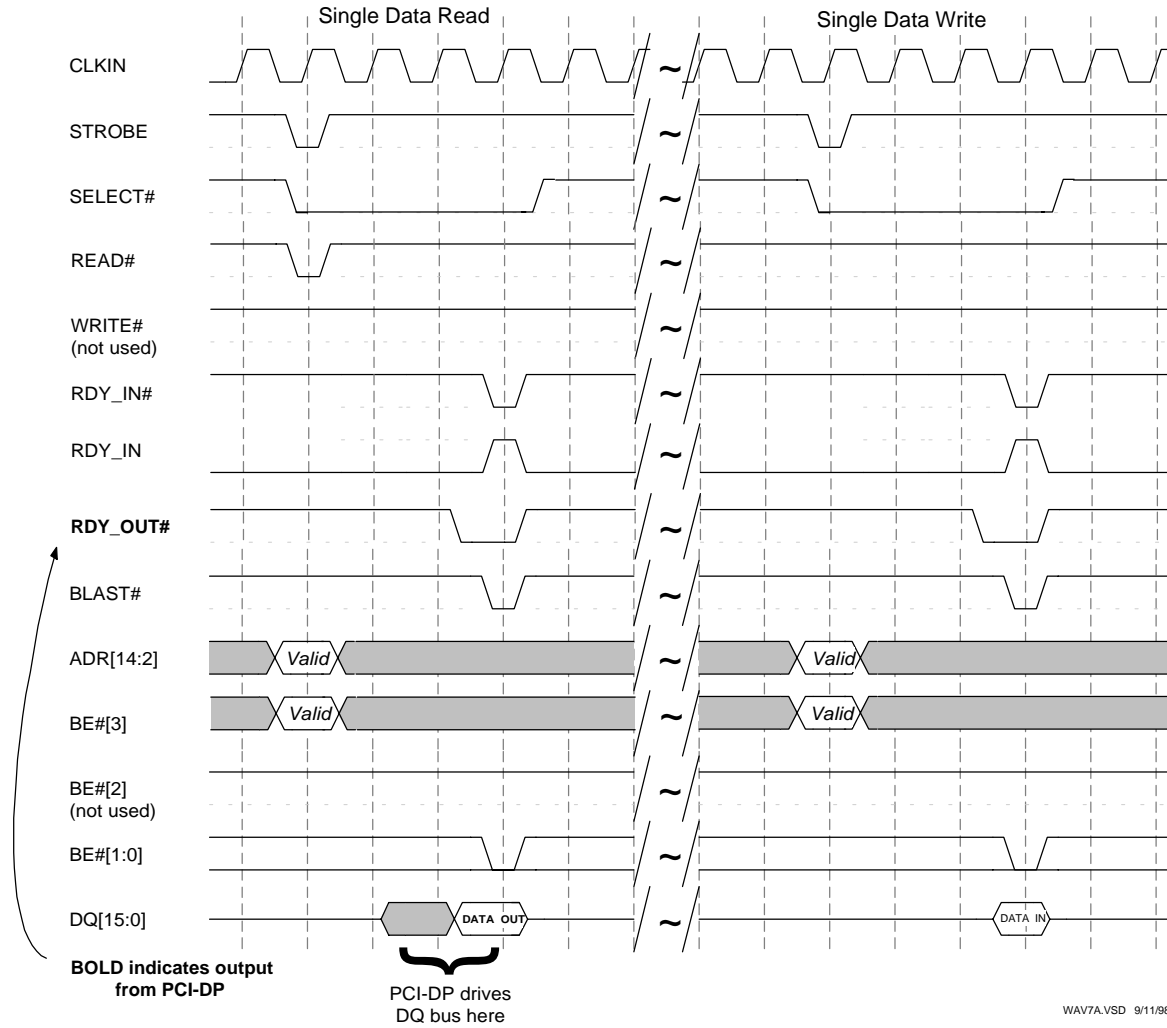 Single Data Read
Single Data Write
CLKIN
~
STROBE
~
SELECT#
~
READ#
~
WRITE#
(not used)
~
RDY_IN#
~
RDY_IN
~
RDY_OUT#
~
BLAST#
~
ADR[14:2]
Valid
~
Valid
BE#[3]
Valid
~
Valid
BE#[2]
(not used)
~
BE#[1:0]
~
DQ[15:0]
DATA OUT
~
DATA IN
BOLD indicates output
from PCI-DP
PCI-DP drives
DQ bus here
WAV7A.VSD 9/11/98